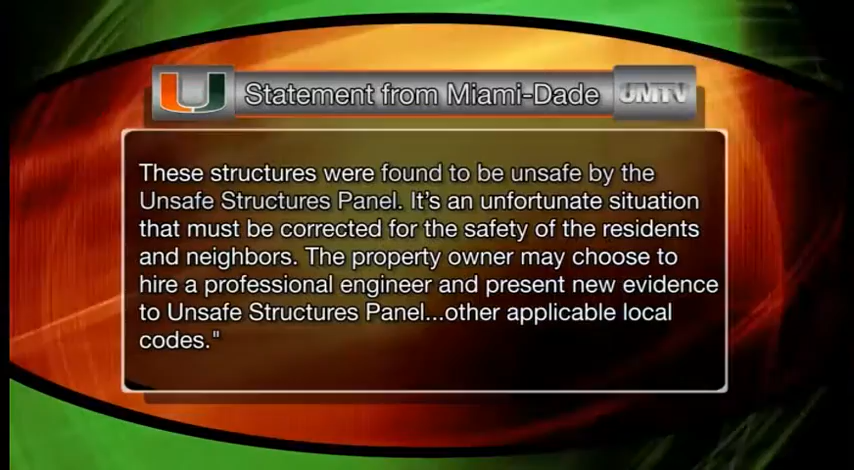 U Statement from Miami-Dade UMTV
These structures were found to be unsafe by the
Unsafe Structures Panel. It's an unfortunate situation
that must be corrected for the safety of the residents
and neighbors. The property owner may choose to
hire a professional engineer and present new evidence
to Unsafe Structures Panel...other applicable local
codes."